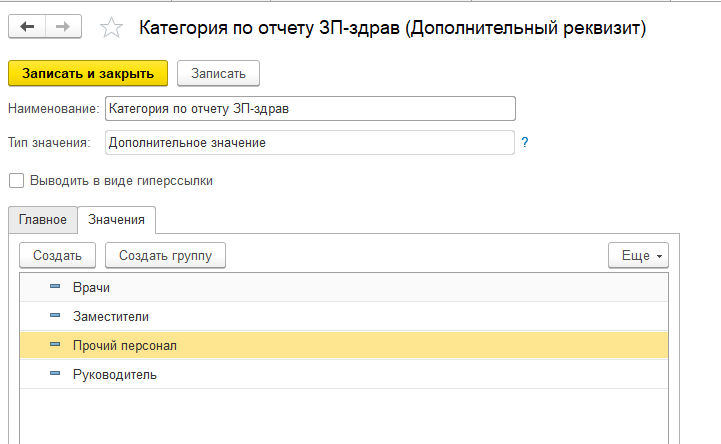 Категория по отчету ЗП-здрав (Дополнительный реквизит)
Записать и закрыть Записать
Наименование: Категория по отчету ЗП-здрав
Тип значения: Дополнительное значение ?
Выводить в виде гиперссылки
Главное Значения
Создать Создать группу Еще
Врачи
Заместители
Прочий персонал
Руководитель